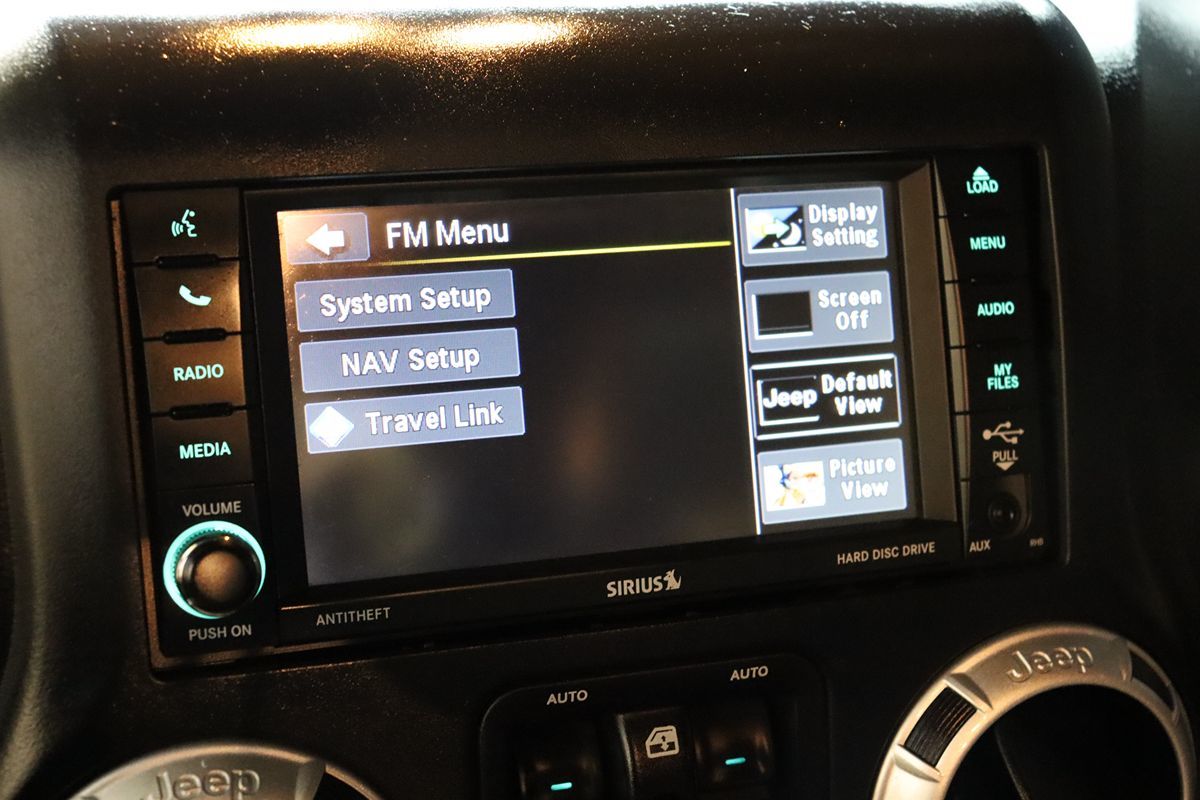 LOAD
MENU
AUDIO
MY
FILES
PULL
AUX
RHB
RADIO
MEDIA
VOLUME
PUSH ON
FM Menu
System Setup
NAV Setup
Travel Link
Display
Setting
Screen
Off
Jeep
Default
View
Picture
View
ANTITHEFT
SIRIUS
HARD DISC DRIVE
AUTO
AUTO
Jeep
Jeep